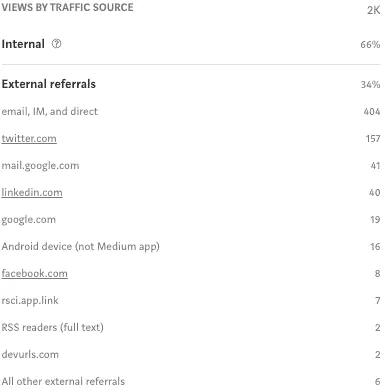 VIEWS BY TRAFFIC SOURCE 2K
Internal ? 66%
External referrals 34%
email, IM, and direct 404
twitter.com 157
mail.google.com 41
linkedin.com 40
google.com 19
Android device (not Medium app) 16
facebook.com 8
rsci.app.link 7
RSS readers (full text) 2
devurls.com 2
All other external referrals 6